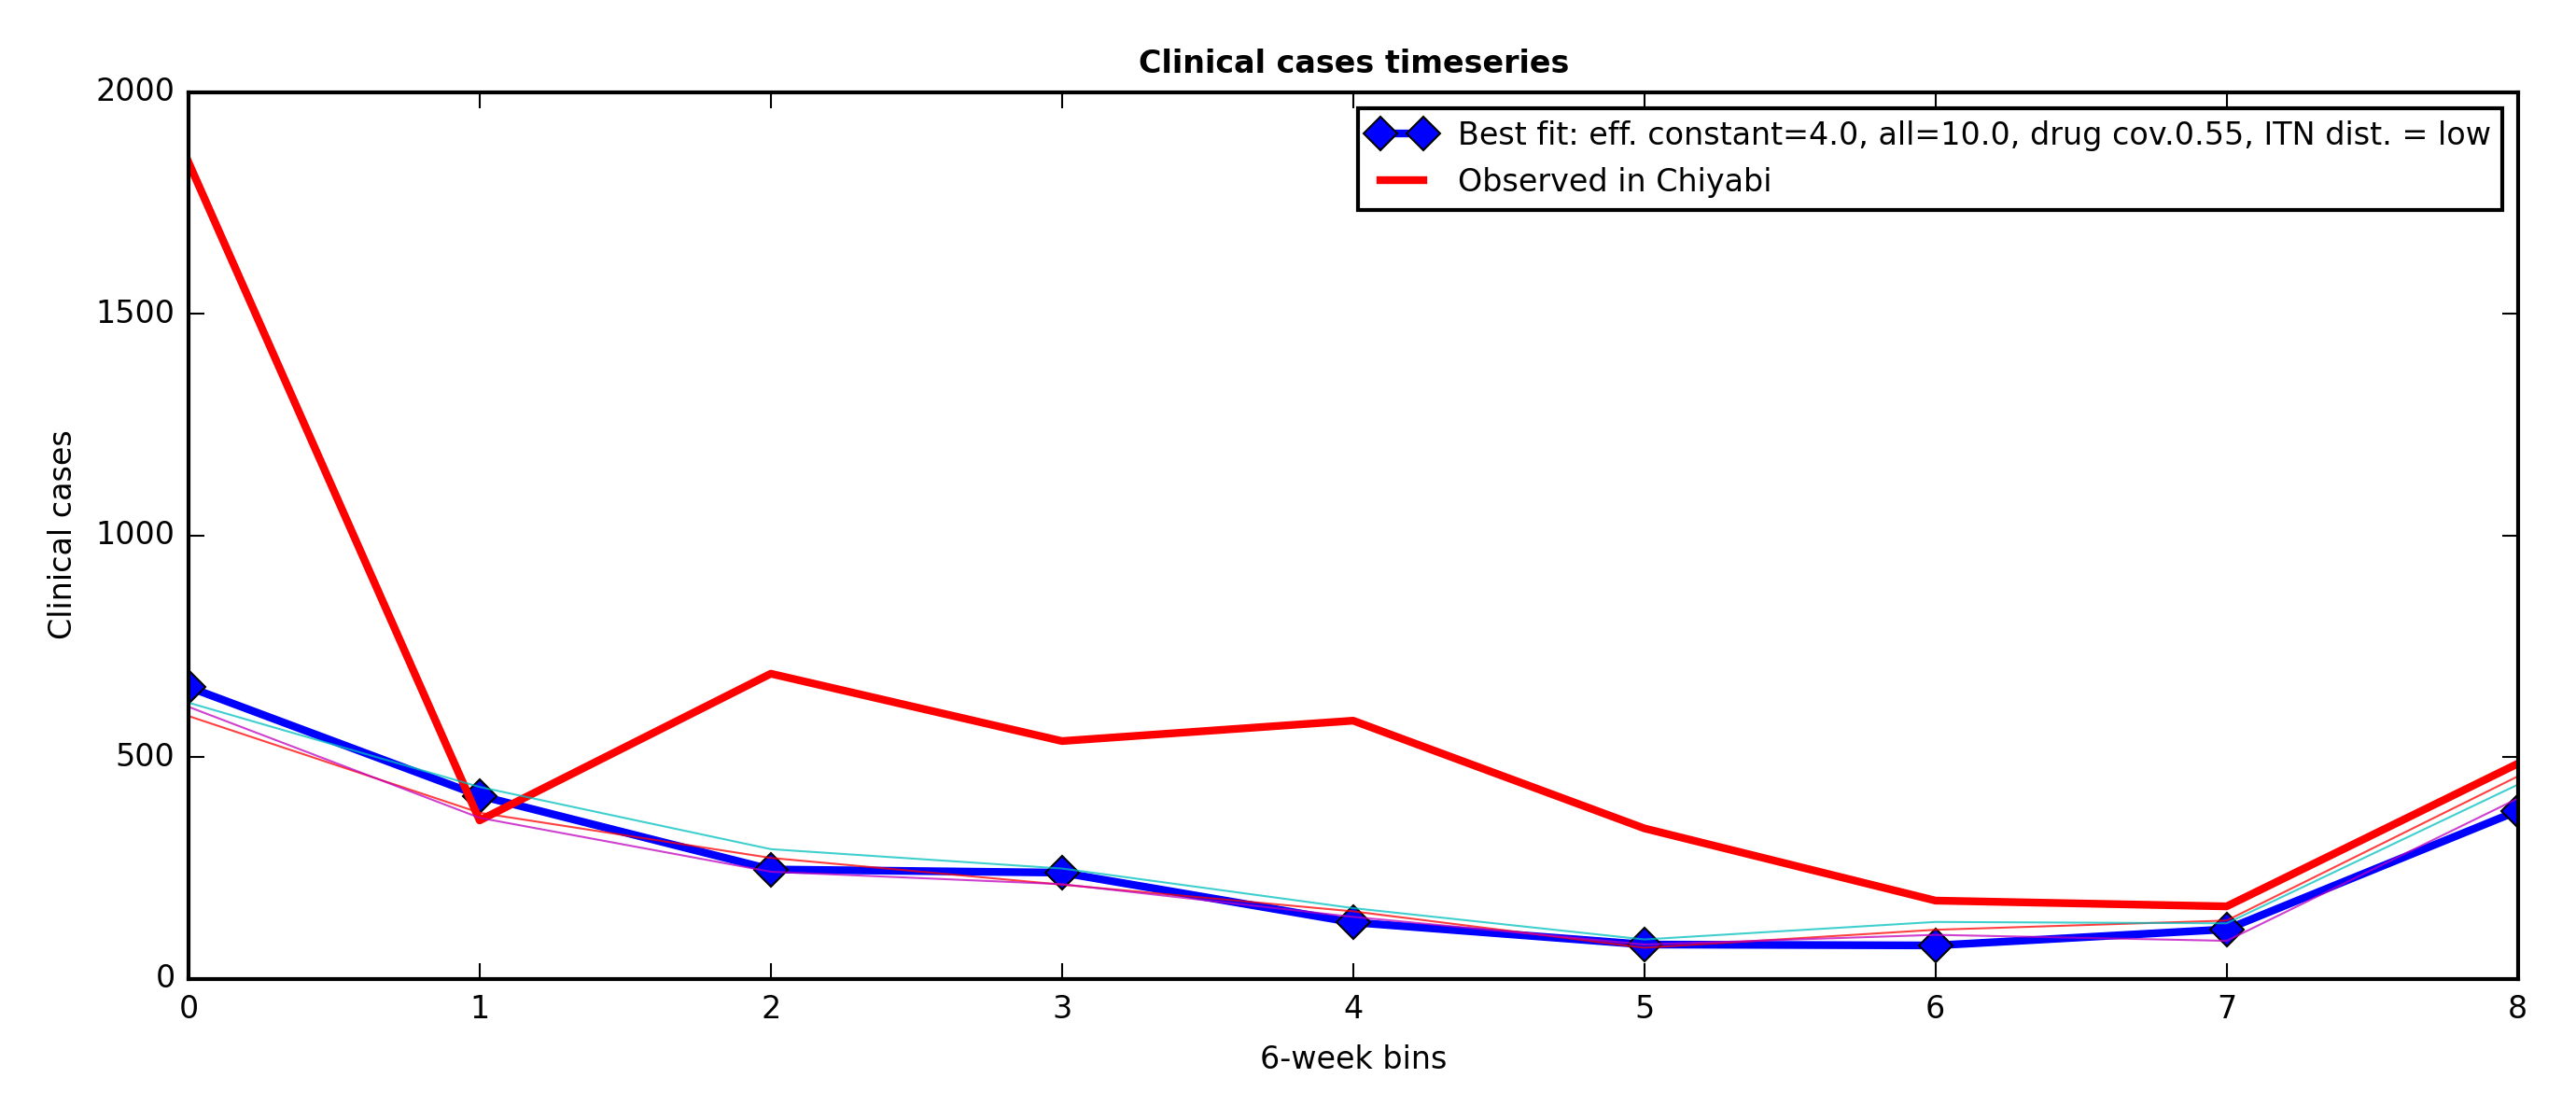 Clinical cases timeseries
2000
1500
1000
500
0
Clinical cases
Best fit: eff. constant=4.0, all=10.0, drug cov.0.55, ITN dist. = low
Observed in Chiyabi
0 1 2 3 4 5 6 7 8
6-week bins